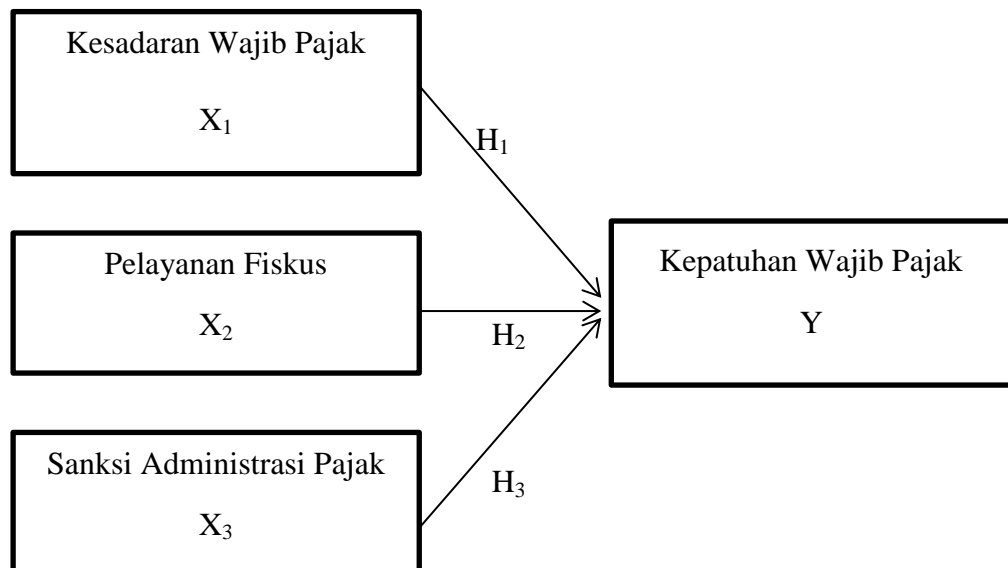 Kesadaran Wajib Pajak
X₁
H₁
Pelayanan Fiskus
X₂
H₂
Kepatuhan Wajib Pajak
Y
Sanksi Administrasi Pajak
X₃
H₃